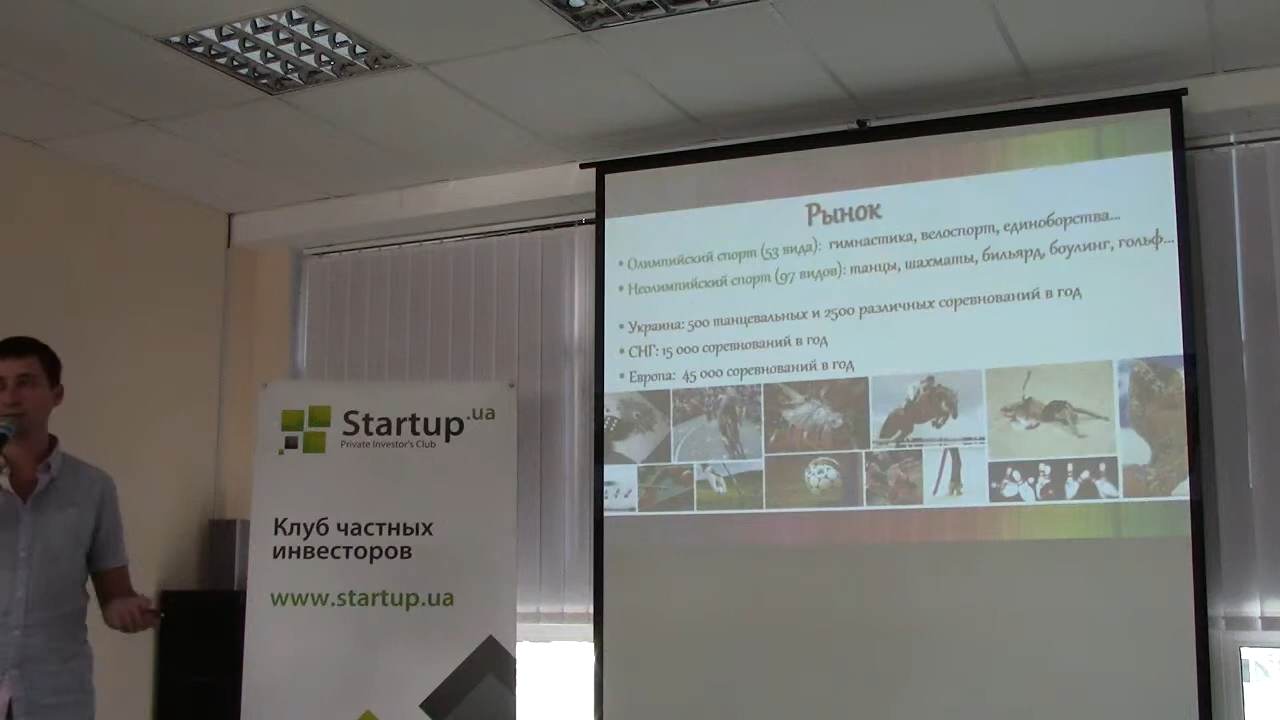 Startup.ua
Private Investor's Club
Клуб частных
инвесторов
www.startup.ua
Рынок
• Олимпийский спорт (53 вида): гимнастика, велоспорт, единоборства...
• Неолимпийский спорт (97 видов): танцы, шахматы, бильярд, боулинг, гольф...
• Украина: 500 танцевальных и 2500 различных соревнований в год
• СНГ: 15 000 соревнований в год
• Европа: 45 000 соревнований в год